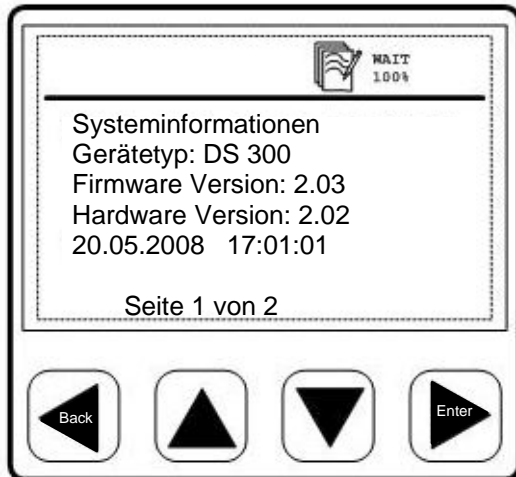 WAIT
100%
Systeminformationen
Gerätetyp: DS 300
Firmware Version: 2.03
Hardware Version: 2.02
20.05.2008 17:01:01
Seite 1 von 2
Back Enter